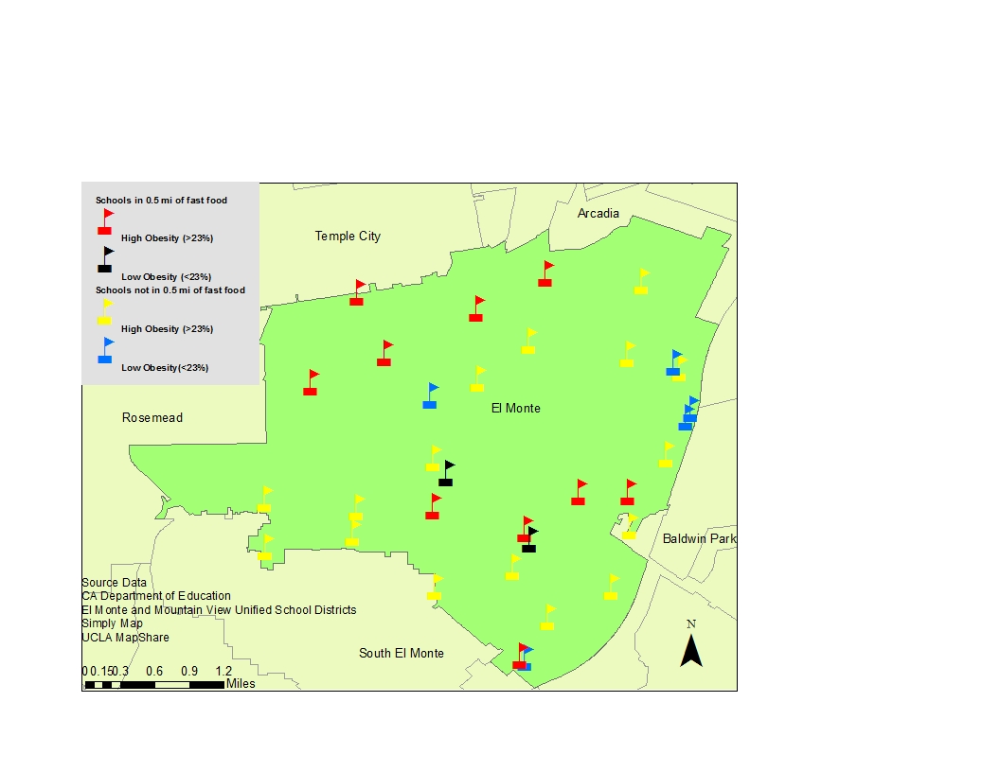 Schools in 0.5 mi of fast food
High Obesity (>23%)
Low Obesity (<23%)
Schools not in 0.5 mi of fast food
High Obesity (>23%)
Low Obesity(<23%)
Arcadia
Temple City
El Monte
Rosemead
Baldwin Park
South El Monte
Source Data
CA Department of Education
El Monte and Mountain View Unified School Districts
Simply Map
UCLA MapShare
N
0 0.15 0.3 0.6 0.9 1.2
Miles